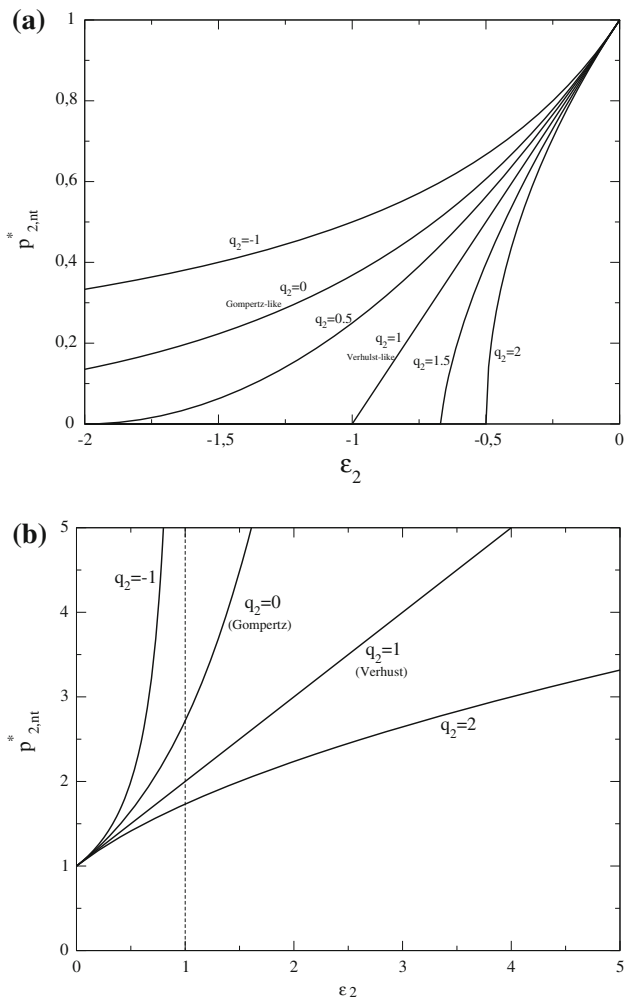 (a)
1
0,8
0,6
0,4
0,2
0
p*2,nt
q2=-1
q2=0
Gompertz-like
q2=0.5
q2=1
Verhulst-like
q2=1.5
q2=2
-2
-1,5
-1
-0,5
0
ε2
(b)
5
4
3
2
1
0
p*2,nt
q2=-1
q2=0
(Gompertz)
q2=1
(Verhust)
q2=2
0
1
2
3
4
5
ε2